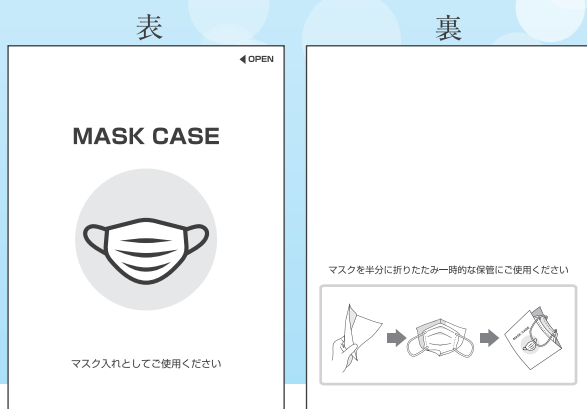 表
◀ OPEN
MASK CASE
マスク入れとしてご使用ください
裏
マスクを半分に折りたたみ一時的な保管にご使用ください
MASK CASE